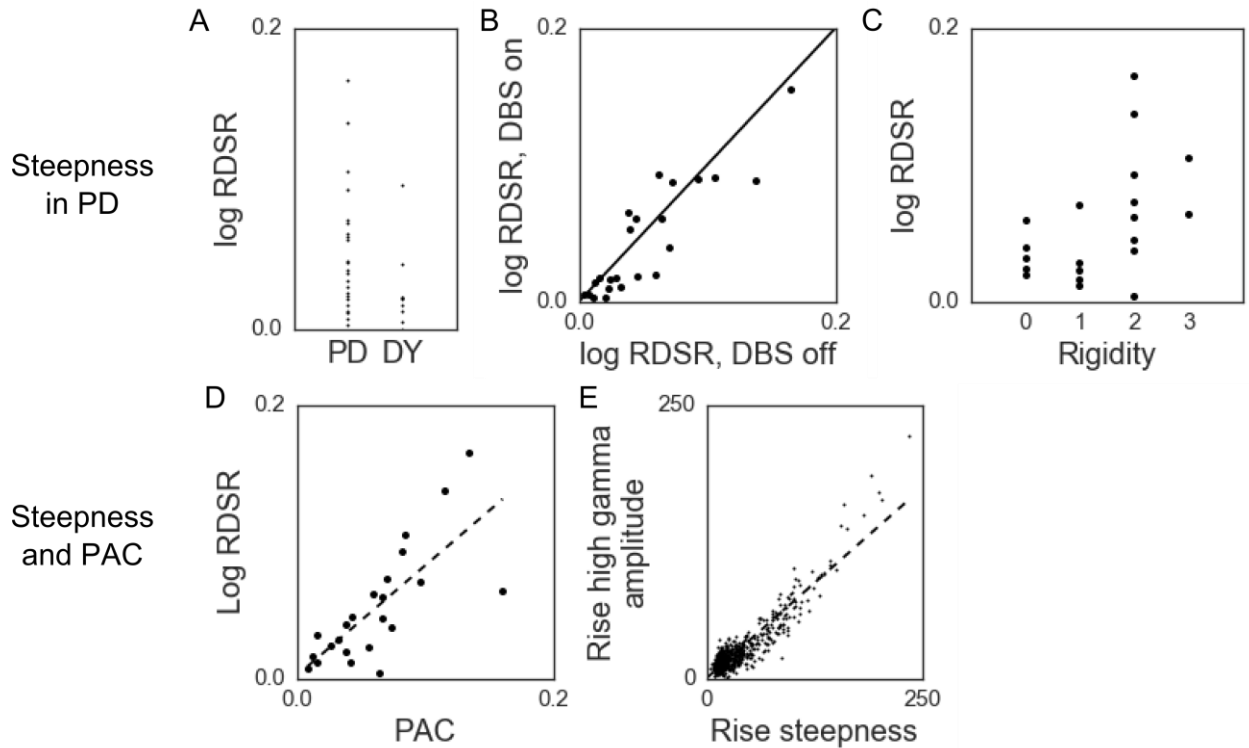 Steepness
in PD
A
0.2
log RDSR
0.0
PD DY
B
0.2
log RDSR, DBS on
0.0
0.0 0.2
log RDSR, DBS off
C
0.2
log RDSR
0.0
0 1 2 3
Rigidity
Steepness
and PAC
D
0.2
Log RDSR
0.0
0.0 0.2
PAC
E
250
Rise high gamma
amplitude
0
0 250
Rise steepness